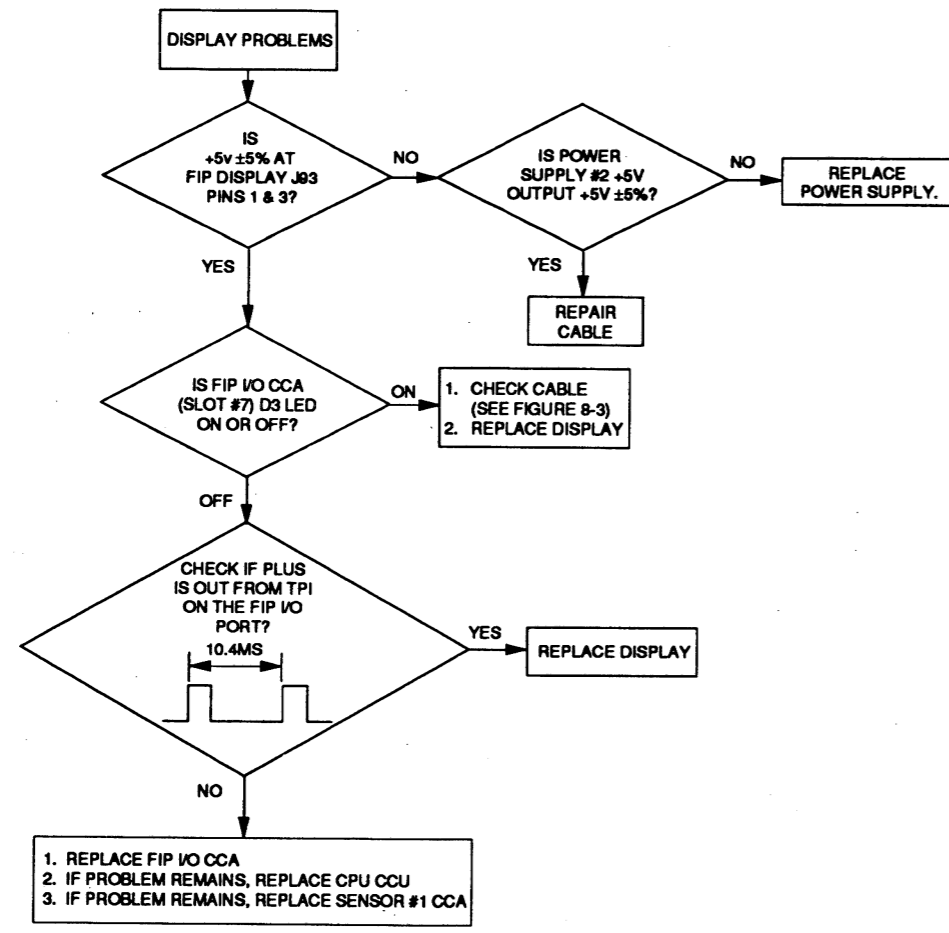 DISPLAY PROBLEMS
IS
+5v ±5% AT
FIP DISPLAY J93
PINS 1 & 3?
NO
IS POWER
SUPPLY #2 +5V
OUTPUT +5V ±5%?
NO
REPLACE
POWER SUPPLY.
YES
YES
REPAIR
CABLE
IS FIP I/O CCA
(SLOT #7) D3 LED
ON OR OFF?
ON
1. CHECK CABLE
(SEE FIGURE 8-3)
2. REPLACE DISPLAY
OFF
CHECK IF PLUS
IS OUT FROM TPI
ON THE FIP I/O
PORT?
10.4MS
YES
REPLACE DISPLAY
NO
1. REPLACE FIP I/O CCA
2. IF PROBLEM REMAINS, REPLACE CPU CCU
3. IF PROBLEM REMAINS, REPLACE SENSOR #1 CCA